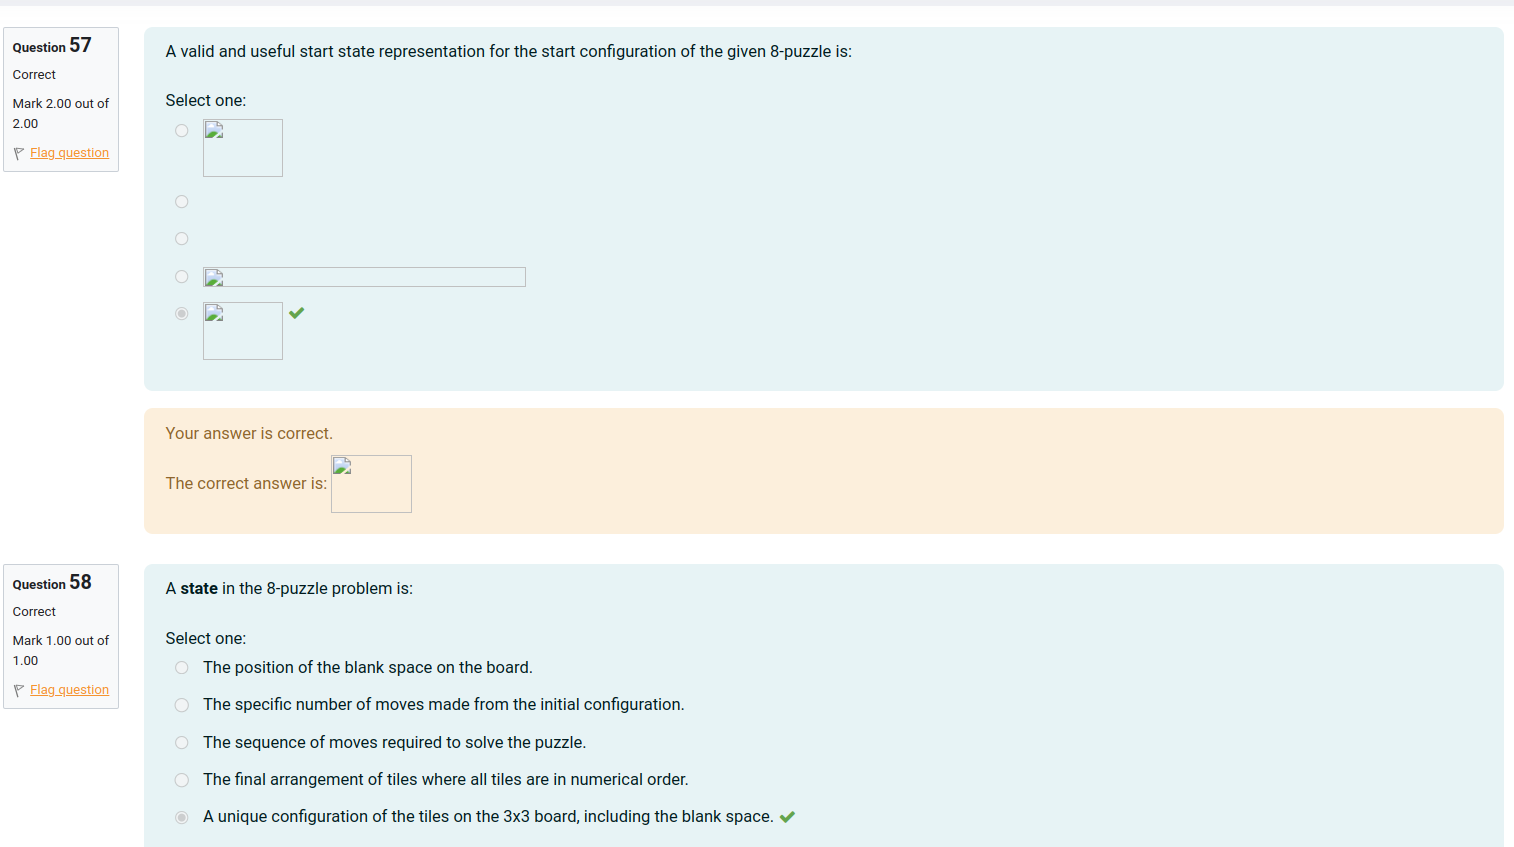 Question 57
Correct
Mark 2.00 out of
2.00
Flag question
A valid and useful start state representation for the start configuration of the given 8-puzzle is:
Select one:
Your answer is correct.
The correct answer is:
Question 58
Correct
Mark 1.00 out of
1.00
Flag question
A state in the 8-puzzle problem is:
Select one:
The position of the blank space on the board.
The specific number of moves made from the initial configuration.
The sequence of moves required to solve the puzzle.
The final arrangement of tiles where all tiles are in numerical order.
A unique configuration of the tiles on the 3x3 board, including the blank space.